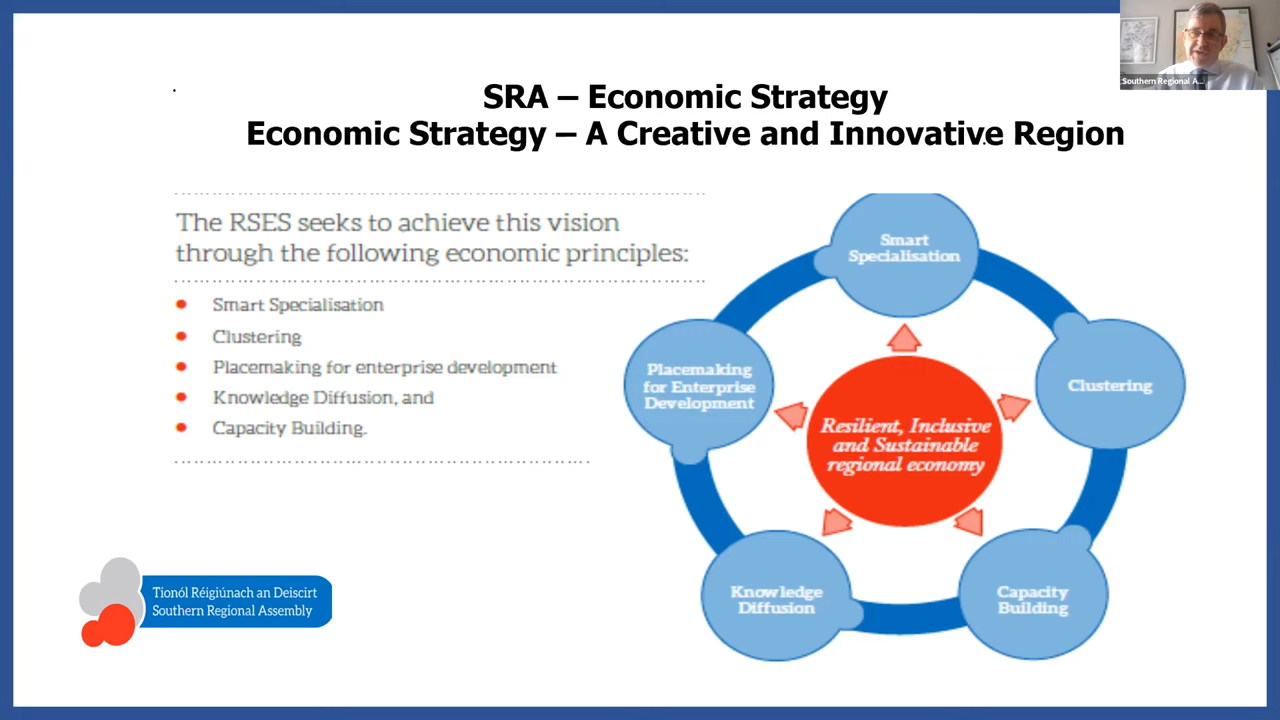 Southern Regional A...
SRA – Economic Strategy
Economic Strategy – A Creative and Innovative Region
The RSES seeks to achieve this vision
through the following economic principles:
Smart Specialisation
Clustering
Placemaking for enterprise development
Knowledge Diffusion, and
Capacity Building.
Smart
Specialisation
Clustering
Capacity
Building
Knowledge
Diffusion
Placemaking
for Enterprise
Development
Resilient, Inclusive
and Sustainable
regional economy
Tionól Réigiúnach an Deiscirt
Southern Regional Assembly